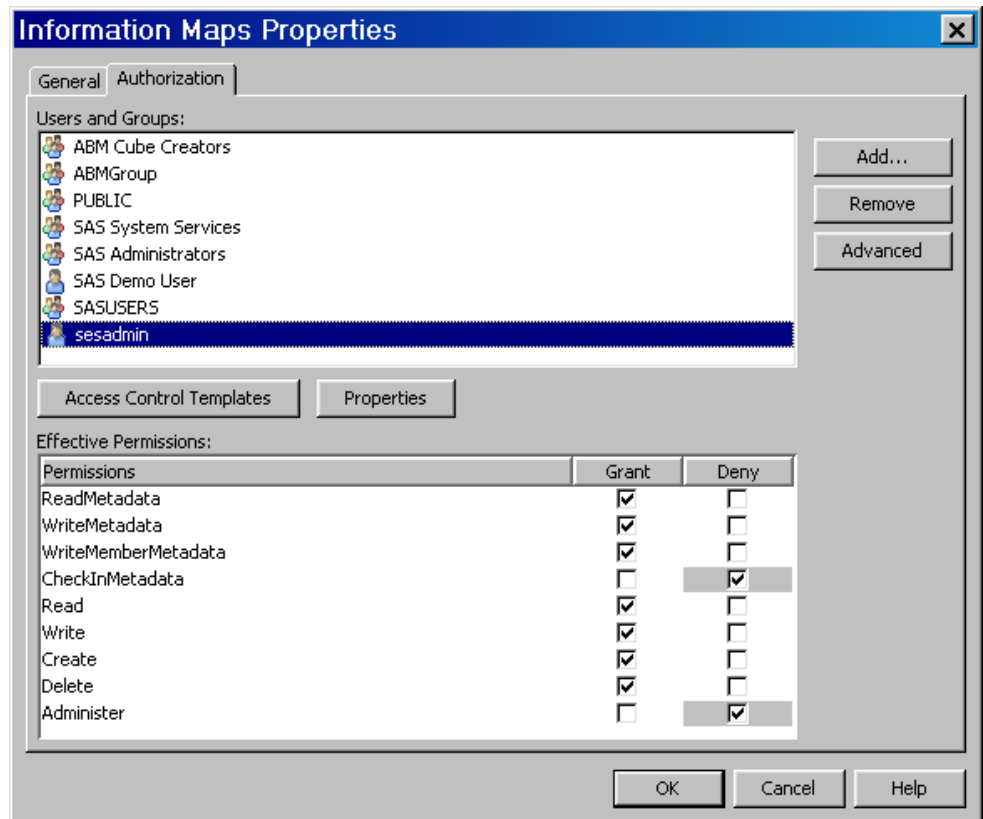 Information Maps Properties
General Authorization
Users and Groups:
ABM Cube Creators
ABMGroup
PUBLIC
SAS System Services
SAS Administrators
SAS Demo User
SASUSERS
sesadmin
Add...
Remove
Advanced
Access Control Templates Properties
Effective Permissions:
Permissions Grant Deny
ReadMetadata
WriteMetadata
WriteMemberMetadata
CheckInMetadata
Read
Write
Create
Delete
Administer
OK Cancel Help